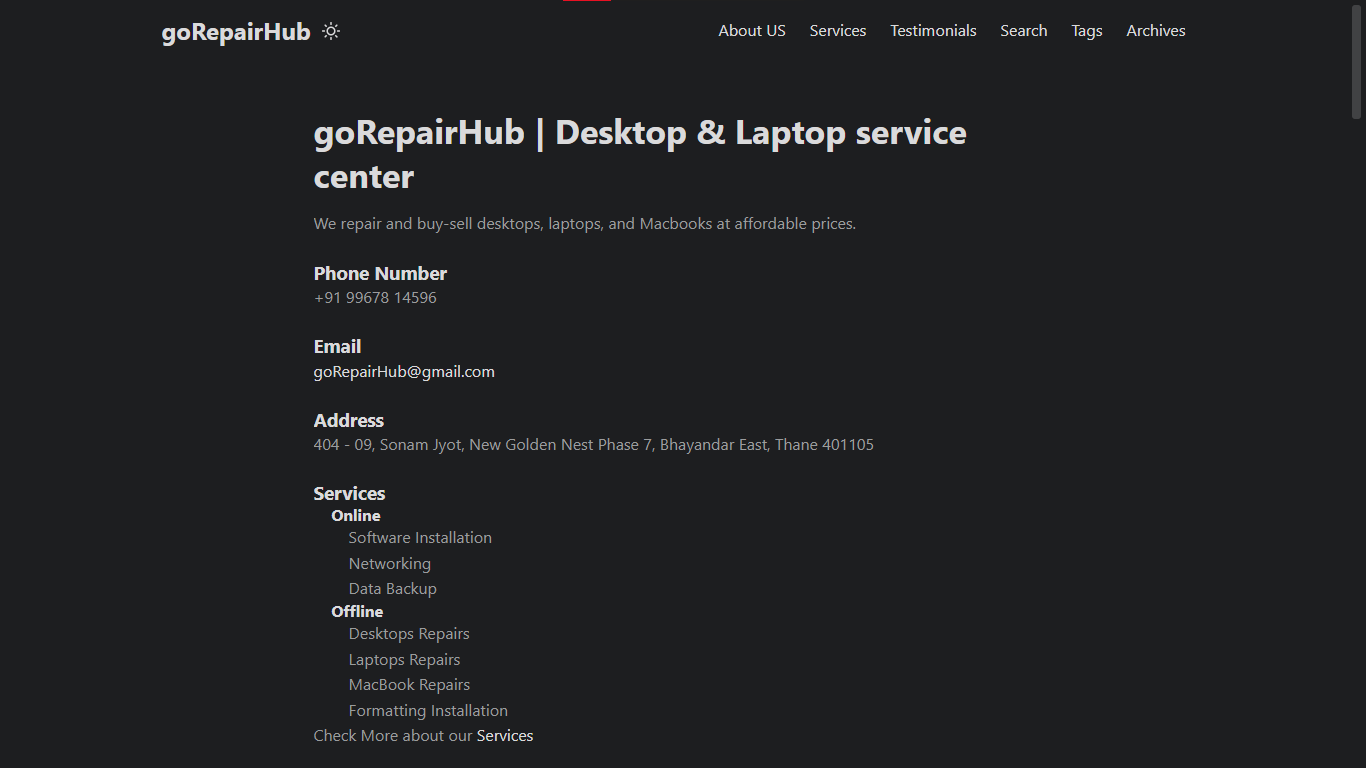 goRepairHub
About US Services Testimonials Search Tags Archives
goRepairHub | Desktop & Laptop service
center
We repair and buy-sell desktops, laptops, and Macbooks at affordable prices.
Phone Number
+91 99678 14596
Email
goRepairHub@gmail.com
Address
404 - 09, Sonam Jyot, New Golden Nest Phase 7, Bhayandar East, Thane 401105
Services
Online
Software Installation
Networking
Data Backup
Offline
Desktops Repairs
Laptops Repairs
MacBook Repairs
Formatting Installation
Check More about our Services